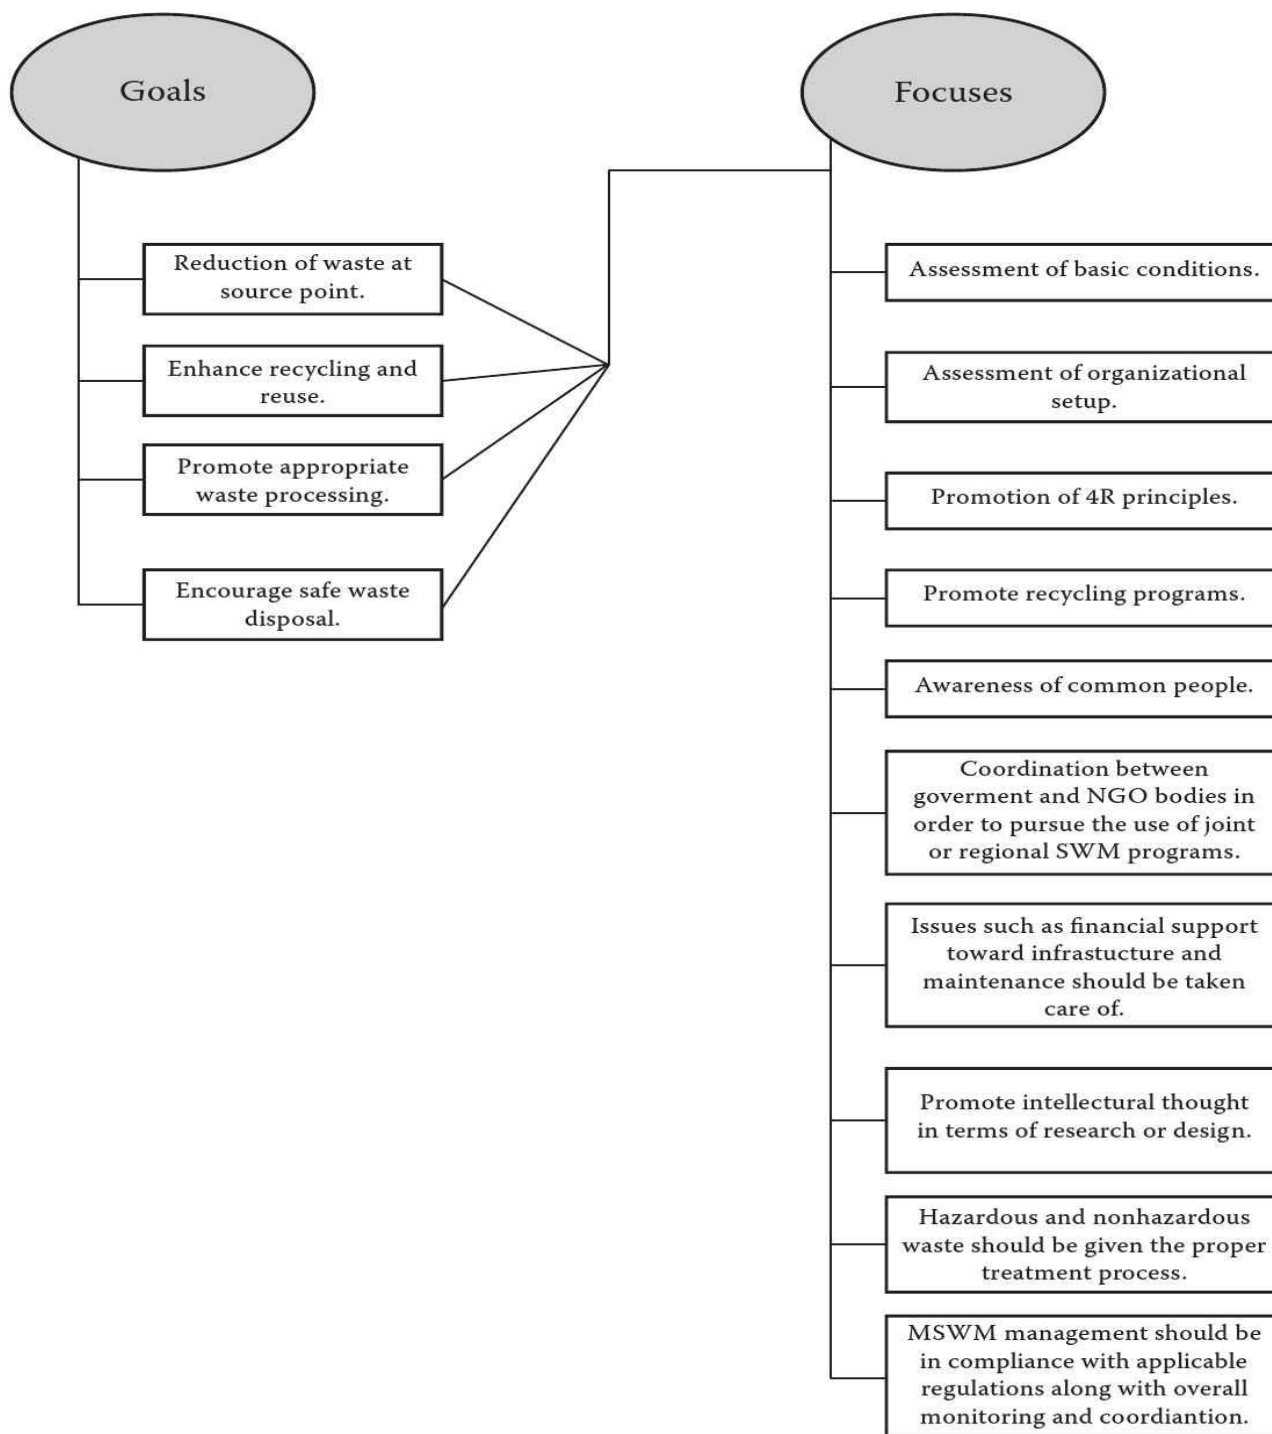 Goals
Reduction of waste at
source point.
Enhance recycling and
reuse.
Promote appropriate
waste processing.
Encourage safe waste
disposal.
Focuses
Assessment of basic conditions.
Assessment of organizational
setup.
Promotion of 4R principles.
Promote recycling programs.
Awareness of common people.
Coordination between
goverment and NGO bodies in
order to pursue the use of joint
or regional SWM programs.
Issues such as financial support
toward infrastucture and
maintenance should be taken
care of.
Promote intellectural thought
in terms of research or design.
Hazardous and nonhazardous
waste should be given the proper
treatment process.
MSWM management should be
in compliance with applicable
regulations along with overall
monitoring and coordiantion.